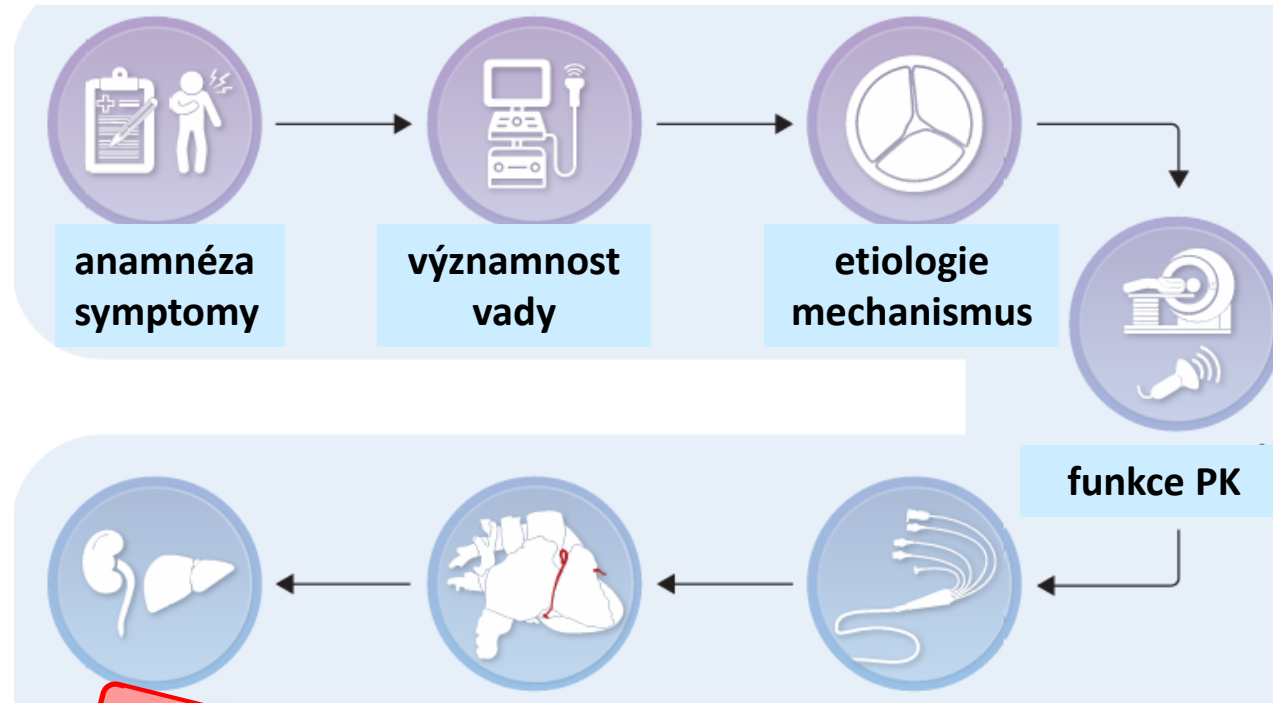 anamnéza
symptomy
významnost
vady
etiologie
mechanismus
funkce PK